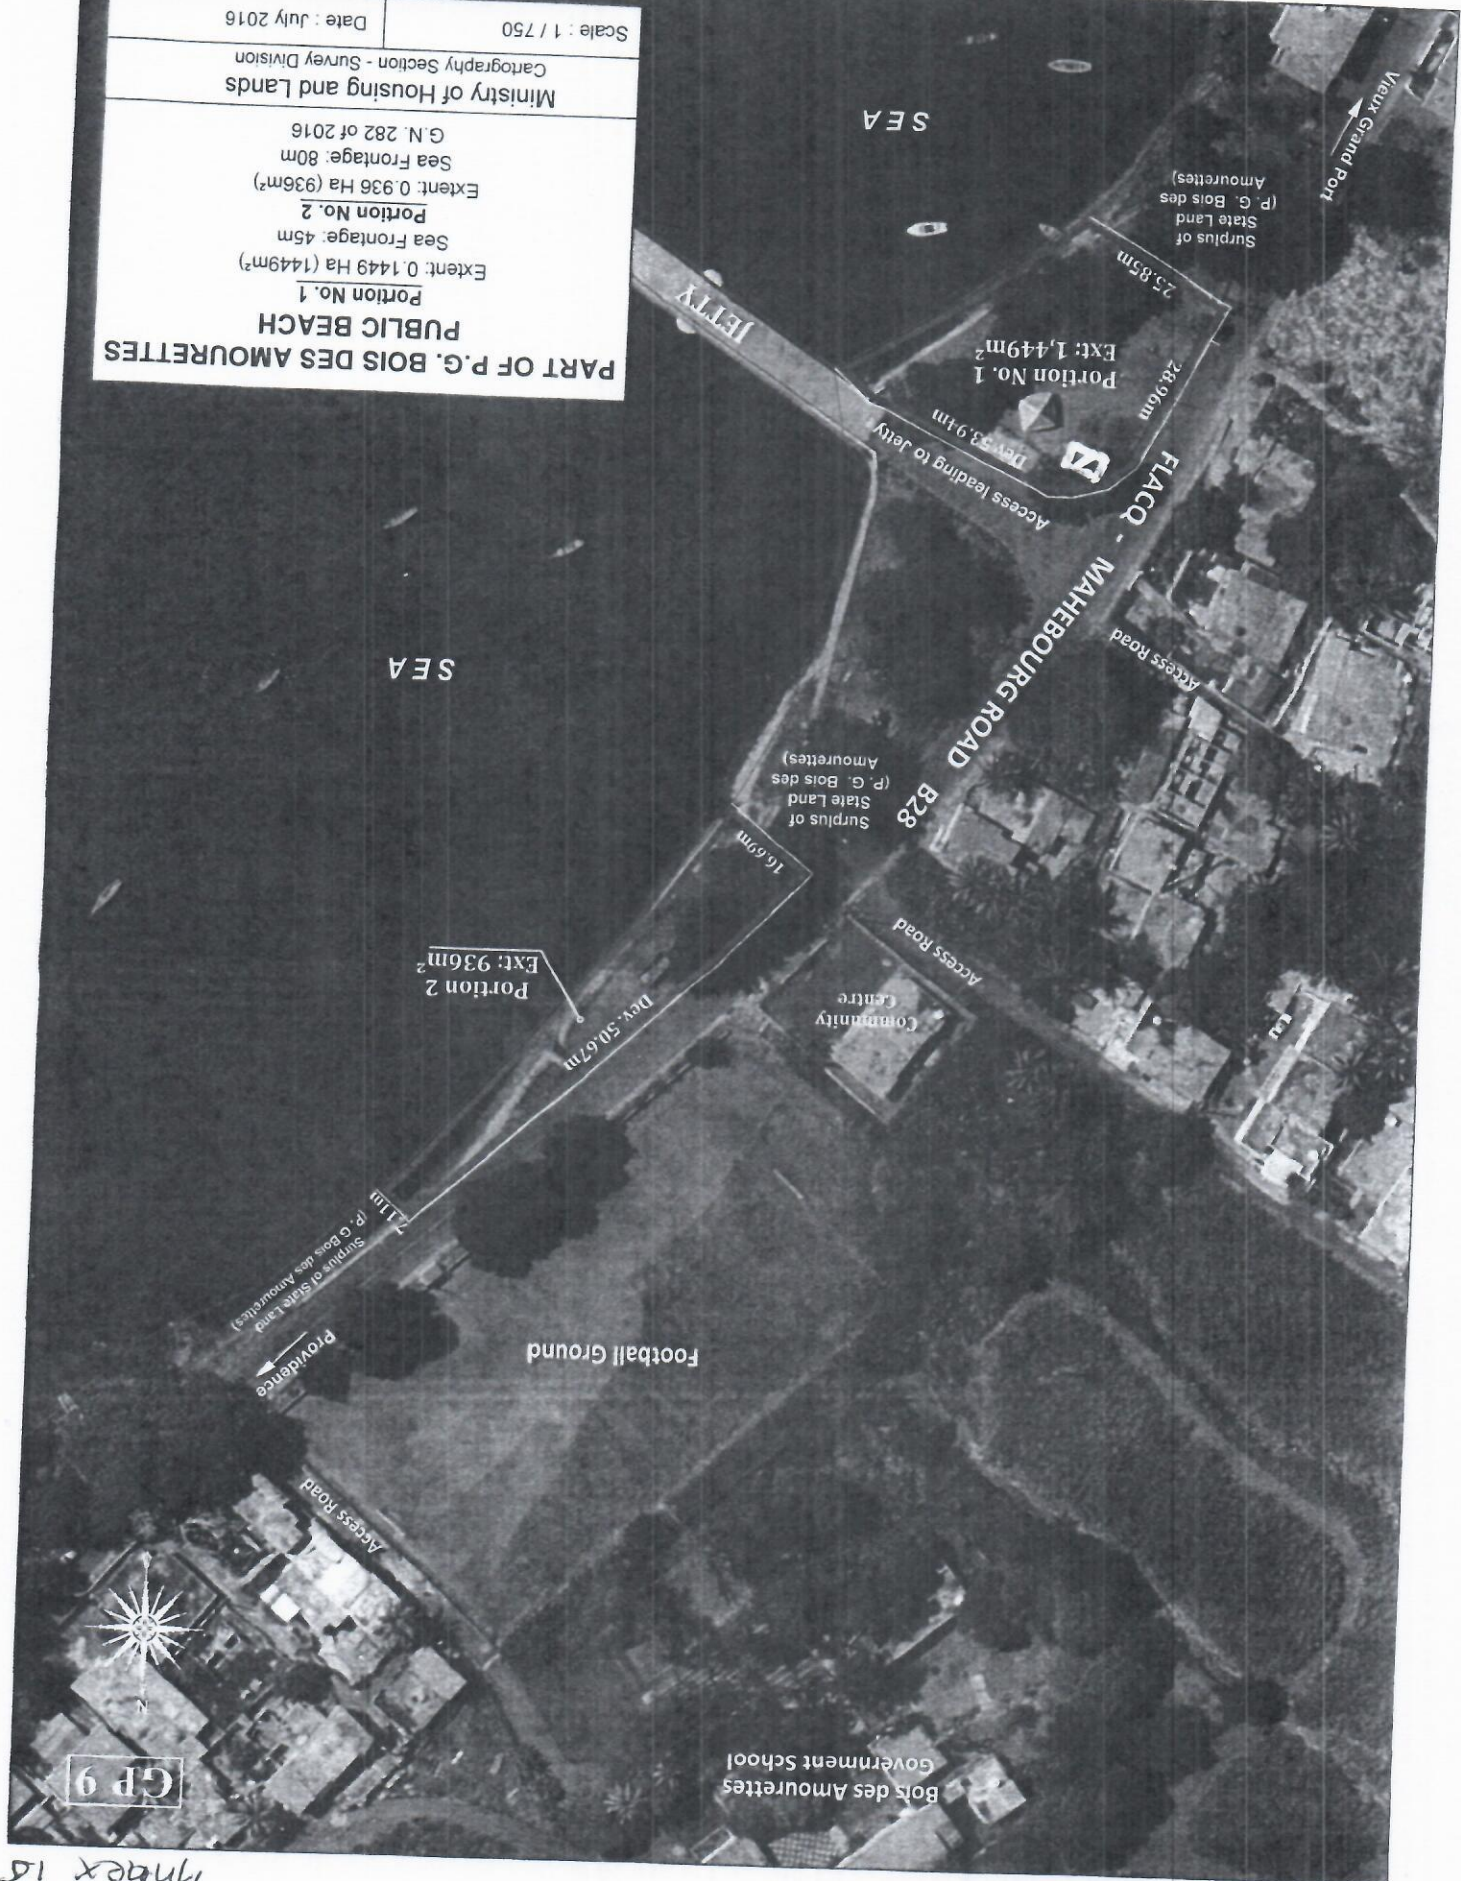 Annex 18
GP 9
Bois des Amourettes
Government School
N
Access Road
Football Ground
Providence
Surplus of State Land
(P. G Bois des Amourettes)
7.11m
Dev. 50.67m
Portion 2
Ext: 936m²
Community
Centre
Access Road
16.69m
Surplus of
State Land
(P. G. Bois des
Amourettes)
FLACQ - MAHEBOURG ROAD B28
SEA
Access Road
Access leading to Jetty
Dev. 53.94m
28.96m
Portion No. 1
Ext: 1,449m²
25.85m
JETTY
Surplus of
State Land
(P. G. Bois des
Amourettes)
Vieux Grand Port
SEA
PART OF P.G. BOIS DES AMOURETTES
PUBLIC BEACH
Portion No. 1
Extent: 0.1449 Ha (1449m²)
Sea Frontage: 45m
Portion No. 2
Extent: 0.936 Ha (936m²)
Sea Frontage: 80m
G.N. 282 of 2016
Ministry of Housing and Lands
Cartography Section - Survey Division
Scale : 1 / 750
Date : July 2016